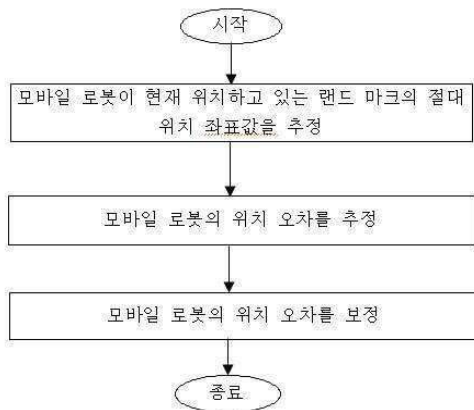 시작
모바일 로봇이 현재 위치하고 있는 랜드 마크의 절대
위치 좌표값을 추정
모바일 로봇의 위치 오차를 추정
모바일 로봇의 위치 오차를 보정
종료